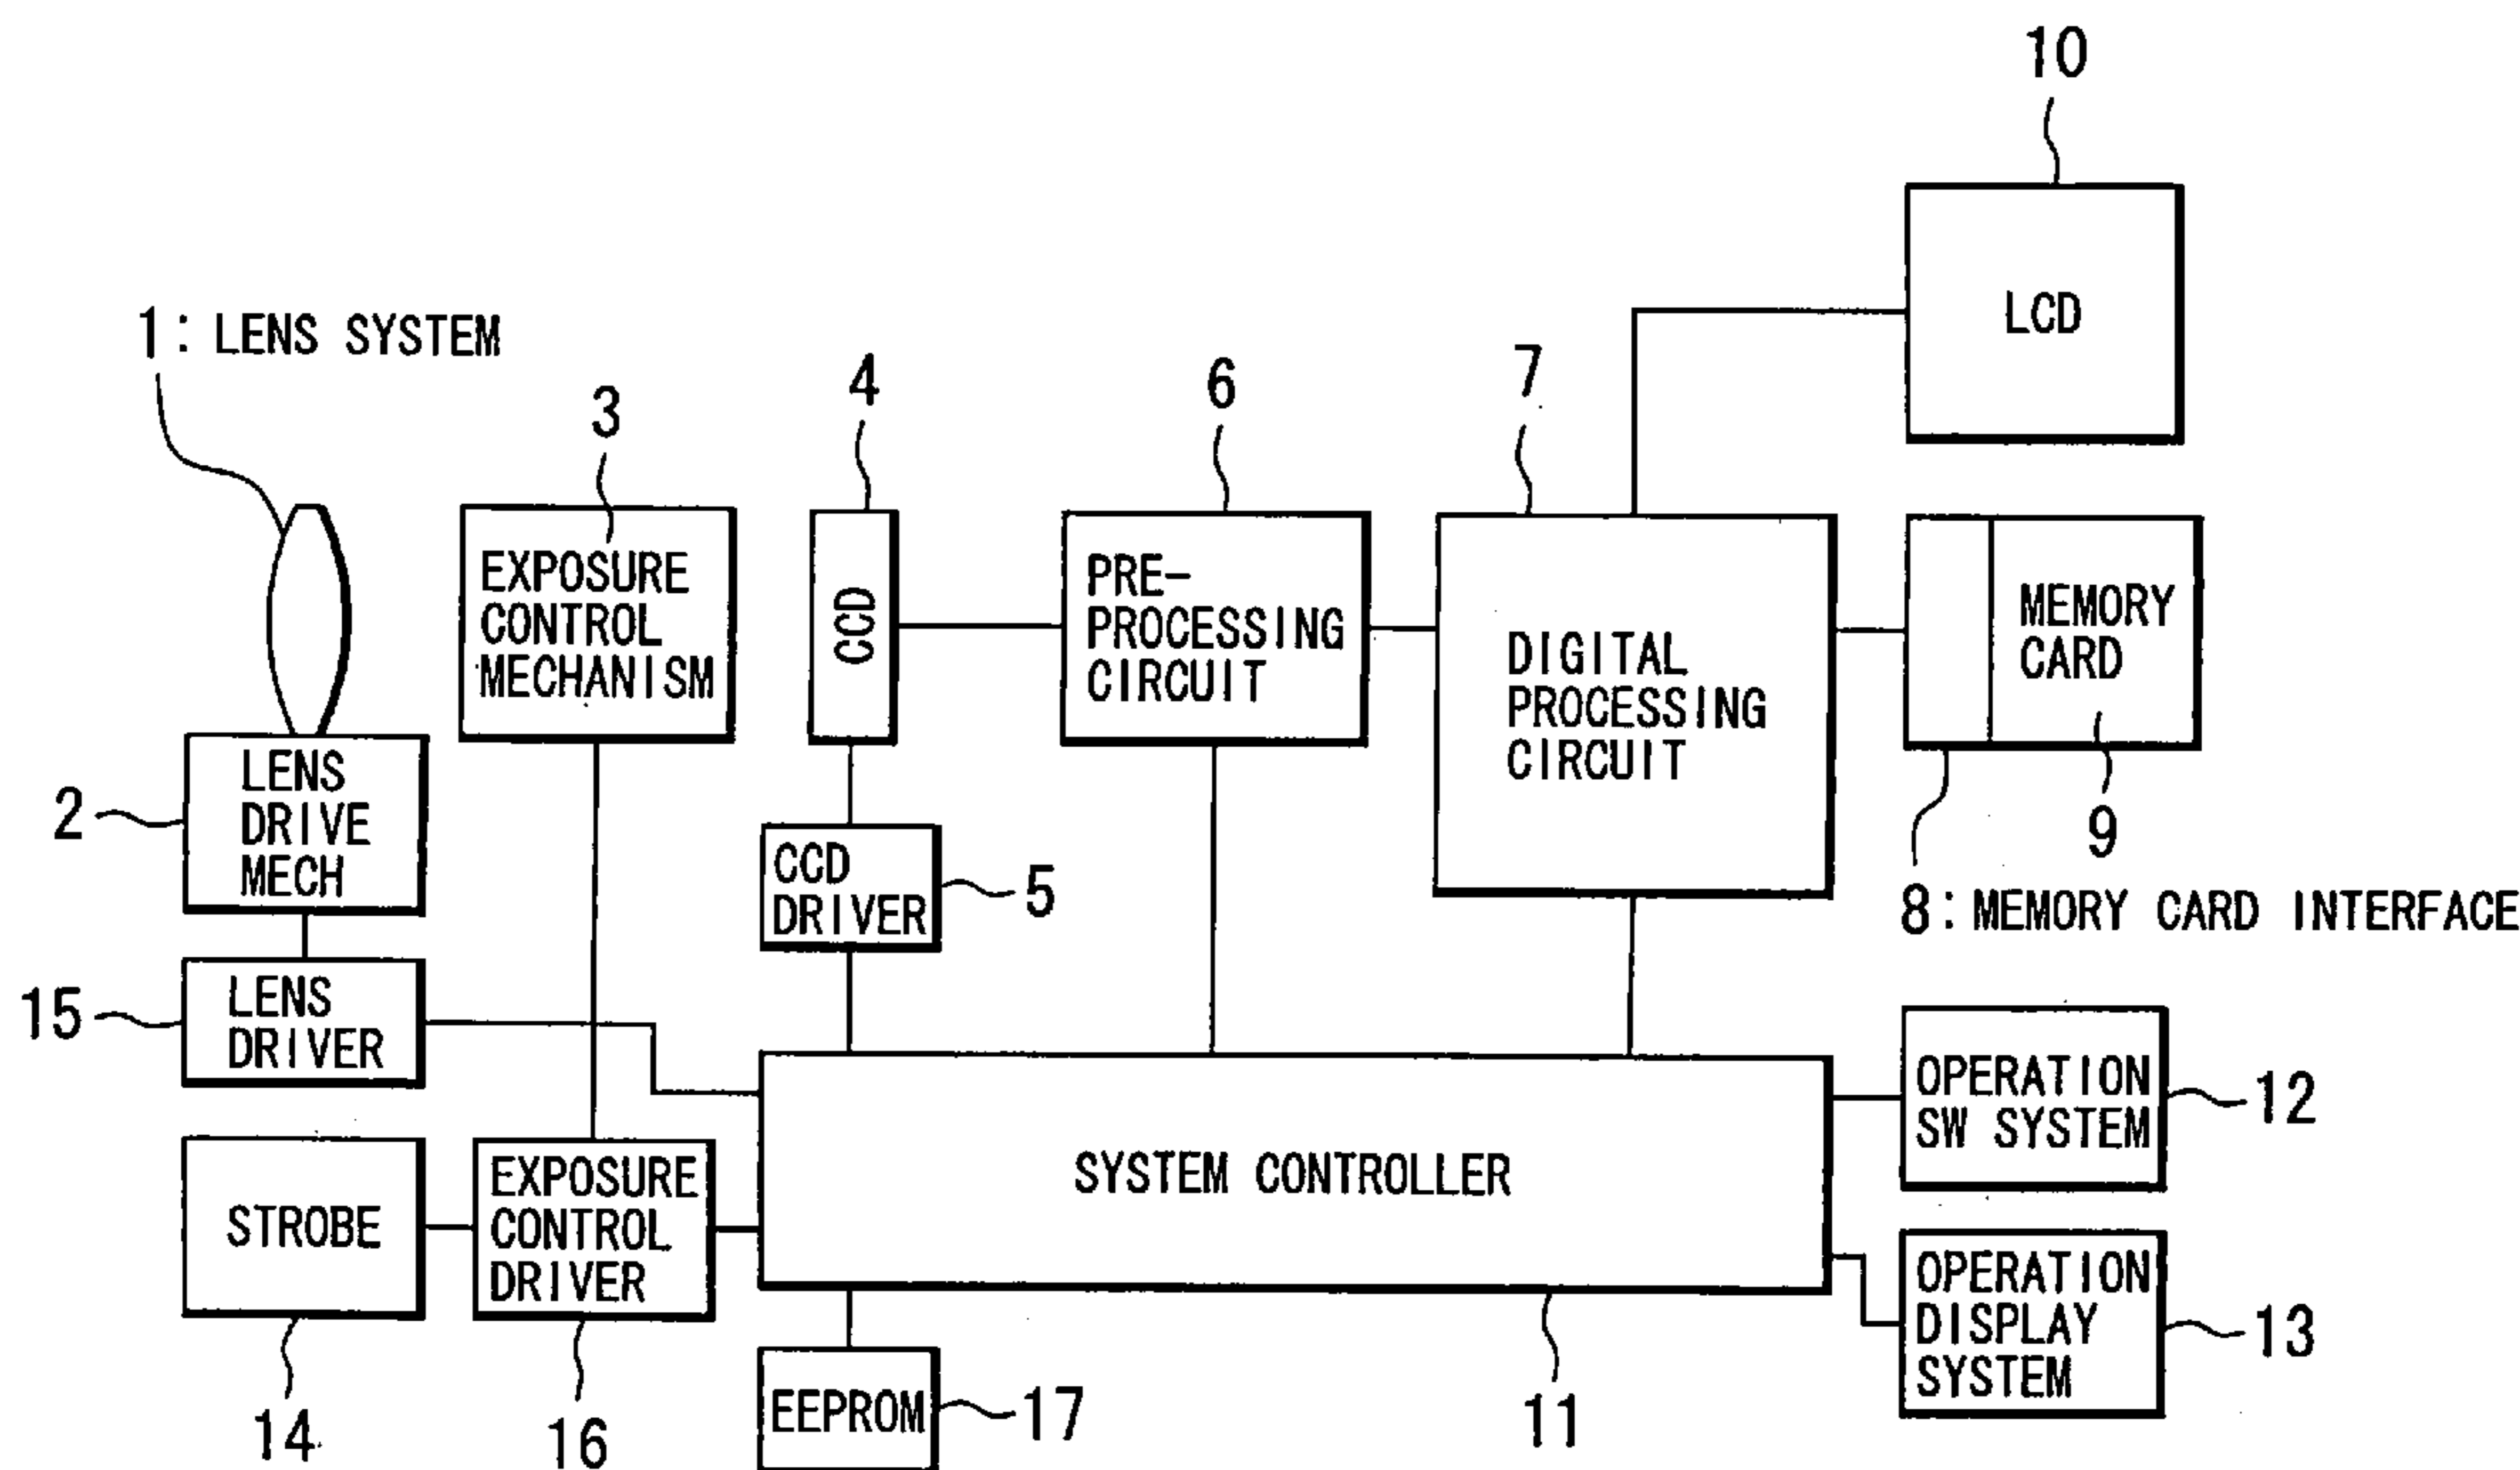 10
LCD
1: LENS SYSTEM
3
4
6
7
EXPOSURE
CONTROL
MECHANISM
CCD
PRE-
PROCESSING
CIRCUIT
DIGITAL
PROCESSING
CIRCUIT
MEMORY
CARD
9
8: MEMORY CARD INTERFACE
2
LENS
DRIVE
MECH
CCD
DRIVER
5
15
LENS
DRIVER
OPERATION
SW SYSTEM
12
STROBE
14
EXPOSURE
CONTROL
DRIVER
16
SYSTEM CONTROLLER
11
OPERATION
DISPLAY
SYSTEM
13
EEPROM
17